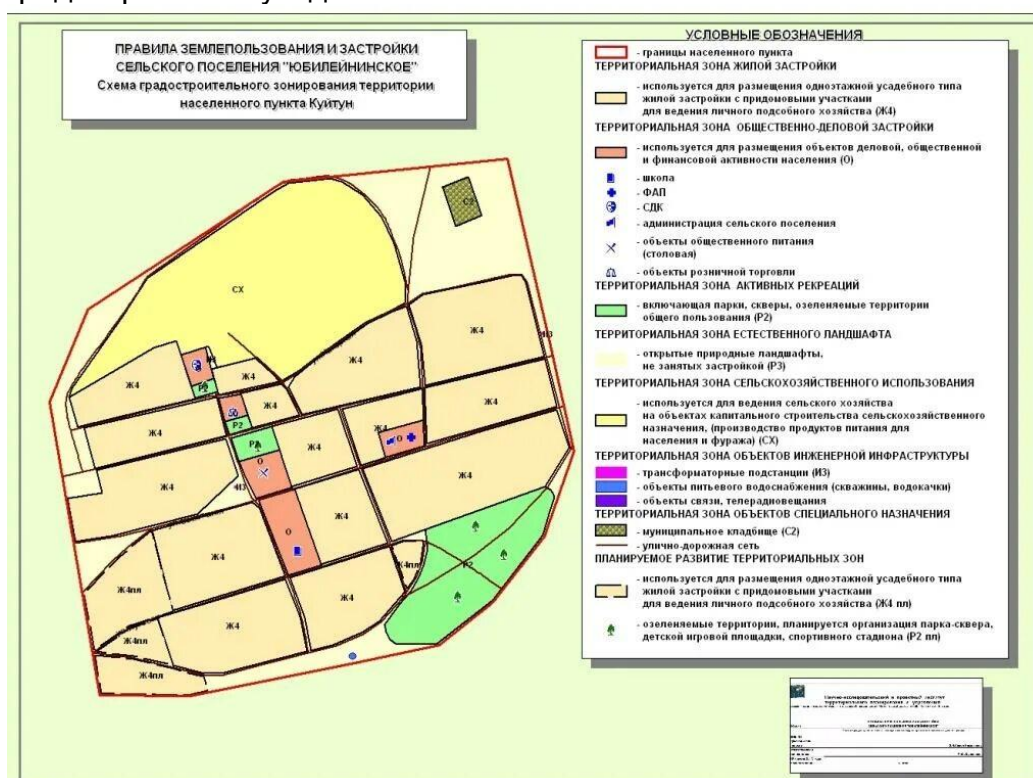 ПРАВИЛА ЗЕМЛЕПОЛЬЗОВАНИЯ И ЗАСТРОЙКИ
СЕЛЬСКОГО ПОСЕЛЕНИЯ "ЮБИЛЕЙНИНСКОЕ"
Схема градостроительного зонирования территории
населенного пункта Куйтун
УСЛОВНЫЕ ОБОЗНАЧЕНИЯ
- границы населенного пункта
ТЕРРИТОРИАЛЬНАЯ ЗОНА ЖИЛОЙ ЗАСТРОЙКИ
- используется для размещения одноэтажной усадебного типа
жилой застройки с придомовыми участками
для ведения личного подсобного хозяйства (Ж4)
ТЕРРИТОРИАЛЬНАЯ ЗОНА ОБЩЕСТВЕННО-ДЕЛОВОЙ ЗАСТРОЙКИ
- используется для размещения объектов деловой, общественной
и финансовой активности населения (О)
- школа
- ФАП
- СДК
- администрация сельского поселения
- объекты общественного питания
(столовая)
- объекты розничной торговли
ТЕРРИТОРИАЛЬНАЯ ЗОНА АКТИВНЫХ РЕКРЕАЦИЙ
- включающая парки, скверы, озеленяемые территории
общего пользования (Р2)
ТЕРРИТОРИАЛЬНАЯ ЗОНА ЕСТЕСТВЕННОГО ЛАНДШАФТА
- открытые природные ландшафты,
не занятых застройкой (Р3)
ТЕРРИТОРИАЛЬНАЯ ЗОНА СЕЛЬСКОХОЗЯЙСТВЕННОГО ИСПОЛЬЗОВАНИЯ
- используется для ведения сельского хозяйства
на объектах капитального строительства сельскохозяйственного
назначения, (производство продуктов питания для
населения и фуража) (СХ)
ТЕРРИТОРИАЛЬНАЯ ЗОНА ОБЪЕКТОВ ИНЖЕНЕРНОЙ ИНФРАСТРУКТУРЫ
- трансформаторные подстанции (И3)
- объекты питьевого водоснабжения (скважины, водокачки)
- объекты связи, телерадиовещания
ТЕРРИТОРИАЛЬНАЯ ЗОНА ОБЪЕКТОВ СПЕЦИАЛЬНОГО НАЗНАЧЕНИЯ
- муниципальное кладбище (С2)
- улично-дорожная сеть
ПЛАНИРУЕМОЕ РАЗВИТИЕ ТЕРРИТОРИАЛЬНЫХ ЗОН
- используется для размещения одноэтажной усадебного типа
жилой застройки с придомовыми участками
для ведения личного подсобного хозяйства (Ж4 пл)
- озеленяемые территории, планируется организация парка-сквера,
детской игровой площадки, спортивного стадиона (Р2 пл)
С2
СХ
Ж4
И3
Ж4
Ж4
Ж4
Р2
Ж4
Ж4
Ж4
Р2
Ж4
О
Ж4
Р2
Ж4
О
Ж4
И3
Ж4
О
Ж4
Ж4
Ж4пл
Р2
Ж4пл
Ж4
Ж4
Ж4пл
Ж4пл